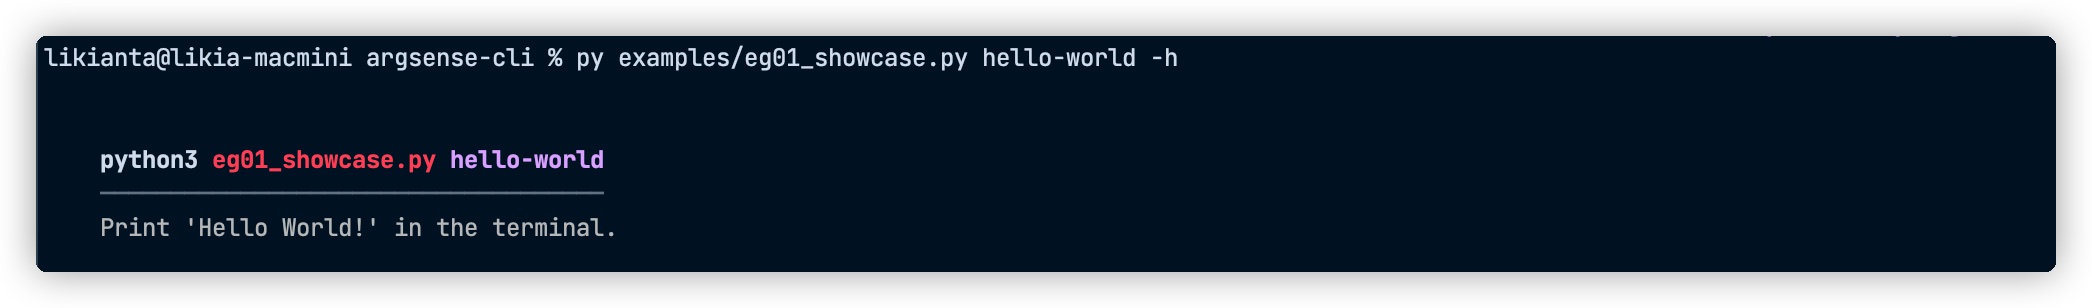 likianta@likia-macmini argsense-cli % py examples/eg01_showcase.py hello-world -h
python3 eg01_showcase.py hello-world
Print 'Hello World!' in the terminal.